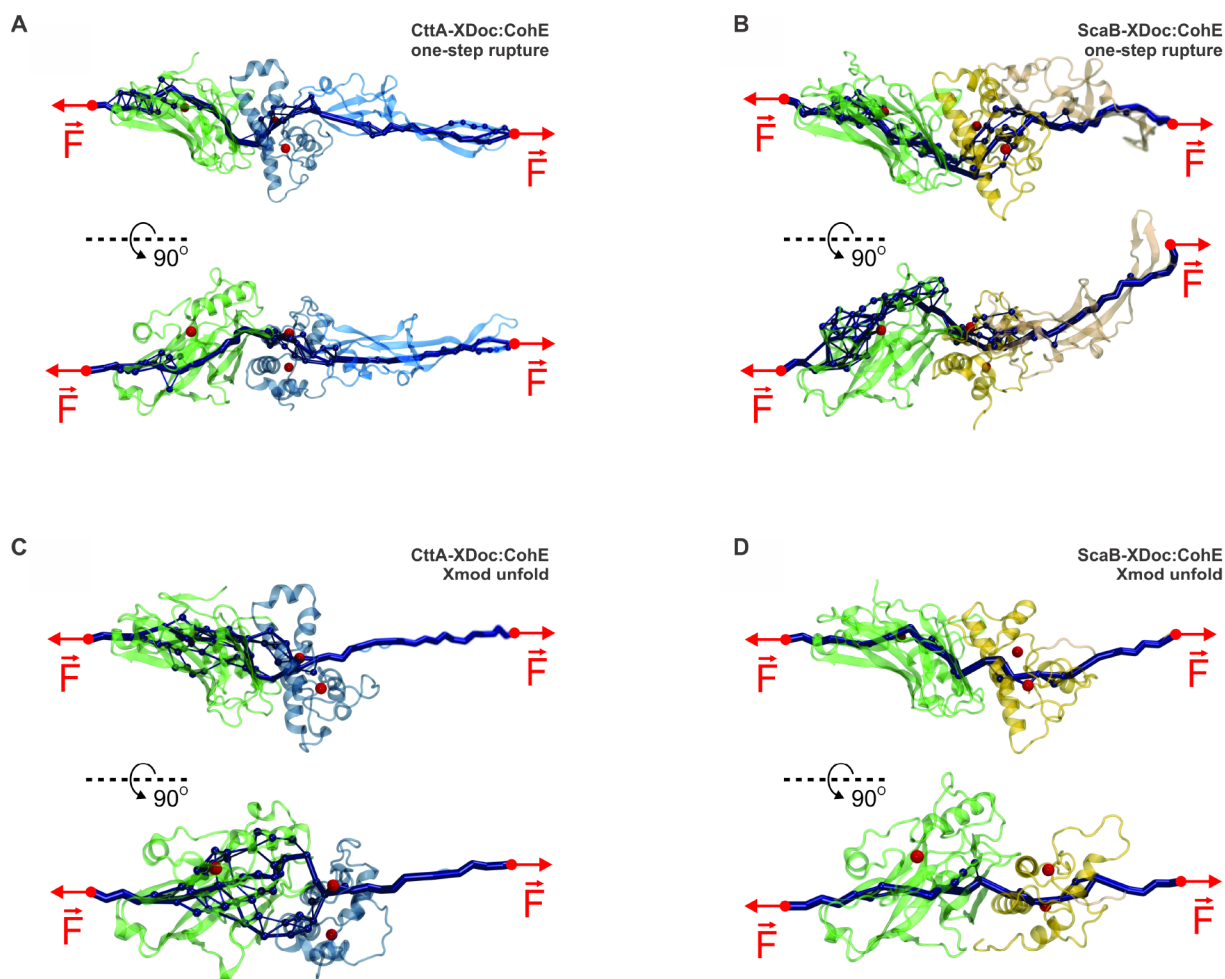 A
CttA-XDoc:CohE
one-step rupture
F
F
90°
F
F
B
ScaB-XDoc:CohE
one-step rupture
F
F
90°
F
F
C
CttA-XDoc:CohE
Xmod unfold
F
F
90°
F
F
D
ScaB-XDoc:CohE
Xmod unfold
F
F
90°
F
F